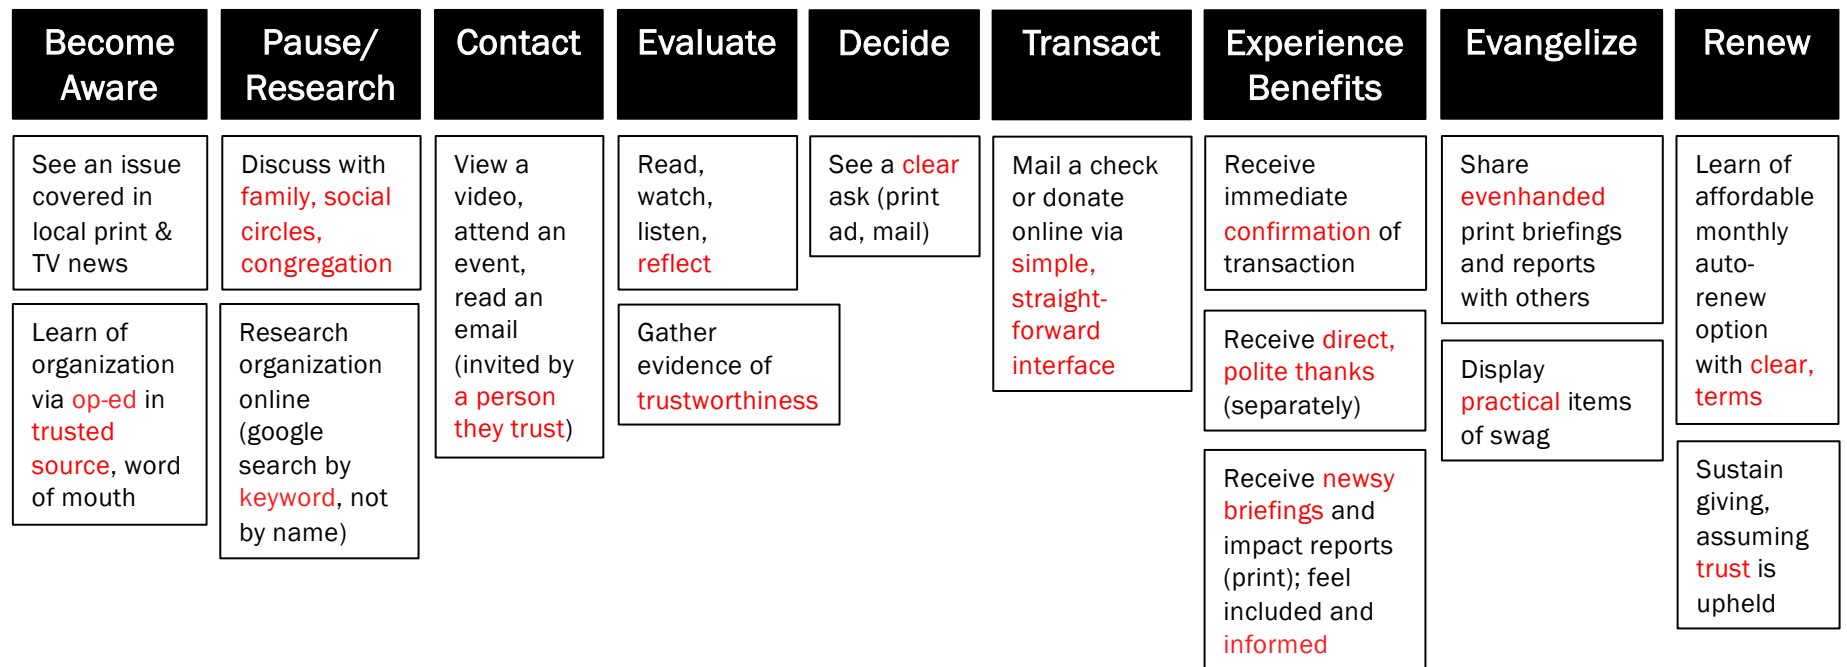 Become
Aware
See an issue
covered in
local print &
TV news
Learn of
organization
via op-ed in
trusted
source, word
of mouth
Pause/
Research
Discuss with
family, social
circles,
congregation
Research
organization
online
(google
search by
keyword, not
by name)
Contact
View a
video,
attend an
event,
read an
email
(invited by
a person
they trust)
Evaluate
Read,
watch,
listen,
reflect
Gather
evidence of
trustworthiness
Decide
See a clear
ask (print
ad, mail)
Transact
Mail a check
or donate
online via
simple,
straight-
forward
interface
Experience
Benefits
Receive
immediate
confirmation of
transaction
Receive direct,
polite thanks
(separately)
Receive newsy
briefings and
impact reports
(print); feel
included and
informed
Evangelize
Share
evenhanded
print briefings
and reports
with others
Display
practical items
of swag
Renew
Learn of
affordable
monthly
auto-
renew
option
with clear,
terms
Sustain
giving,
assuming
trust is
upheld